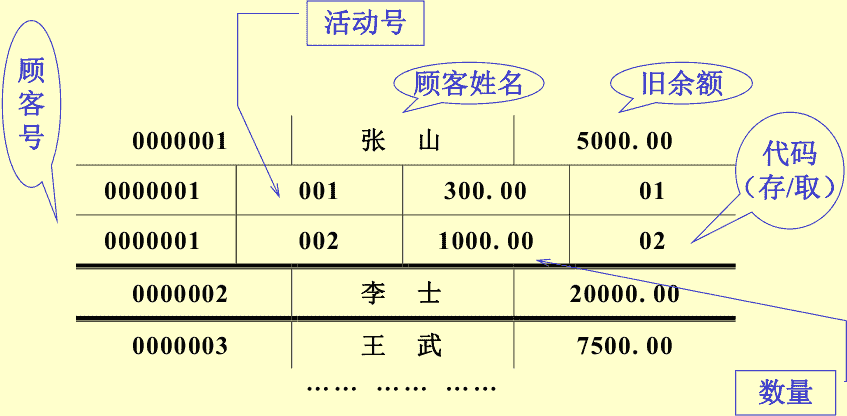 活动号
顾客号
顾客姓名
旧余额
0000001 张 山 5000.00
代码
（存/取）
0000001 001 300.00 01
0000001 002 1000.00 02
0000002 李 士 20000.00
0000003 王 武 7500.00
…… …… ……
数量